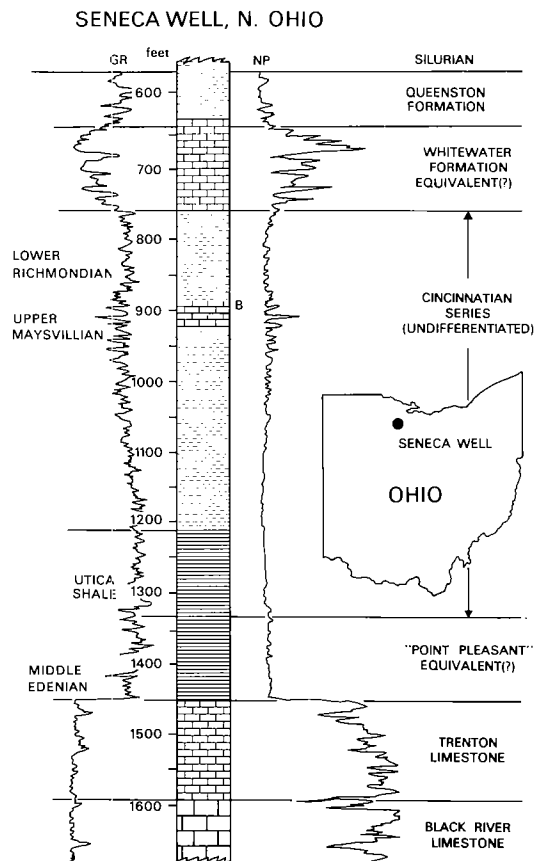 SENECA WELL, N. OHIO
GR
feet
NP
SILURIAN
600
QUEENSTON
FORMATION
700
WHITEWATER
FORMATION
EQUIVALENT(?)
800
LOWER
RICHMONDIAN
900
B
UPPER
MAYSVILLIAN
CINCINNATIAN
SERIES
(UNDIFFERENTIATED)
1000
1100
SENECA WELL
OHIO
1200
1300
UTICA
SHALE
1400
"POINT PLEASANT"
EQUIVALENT(?)
MIDDLE
EDENIAN
1500
TRENTON
LIMESTONE
1600
BLACK RIVER
LIMESTONE